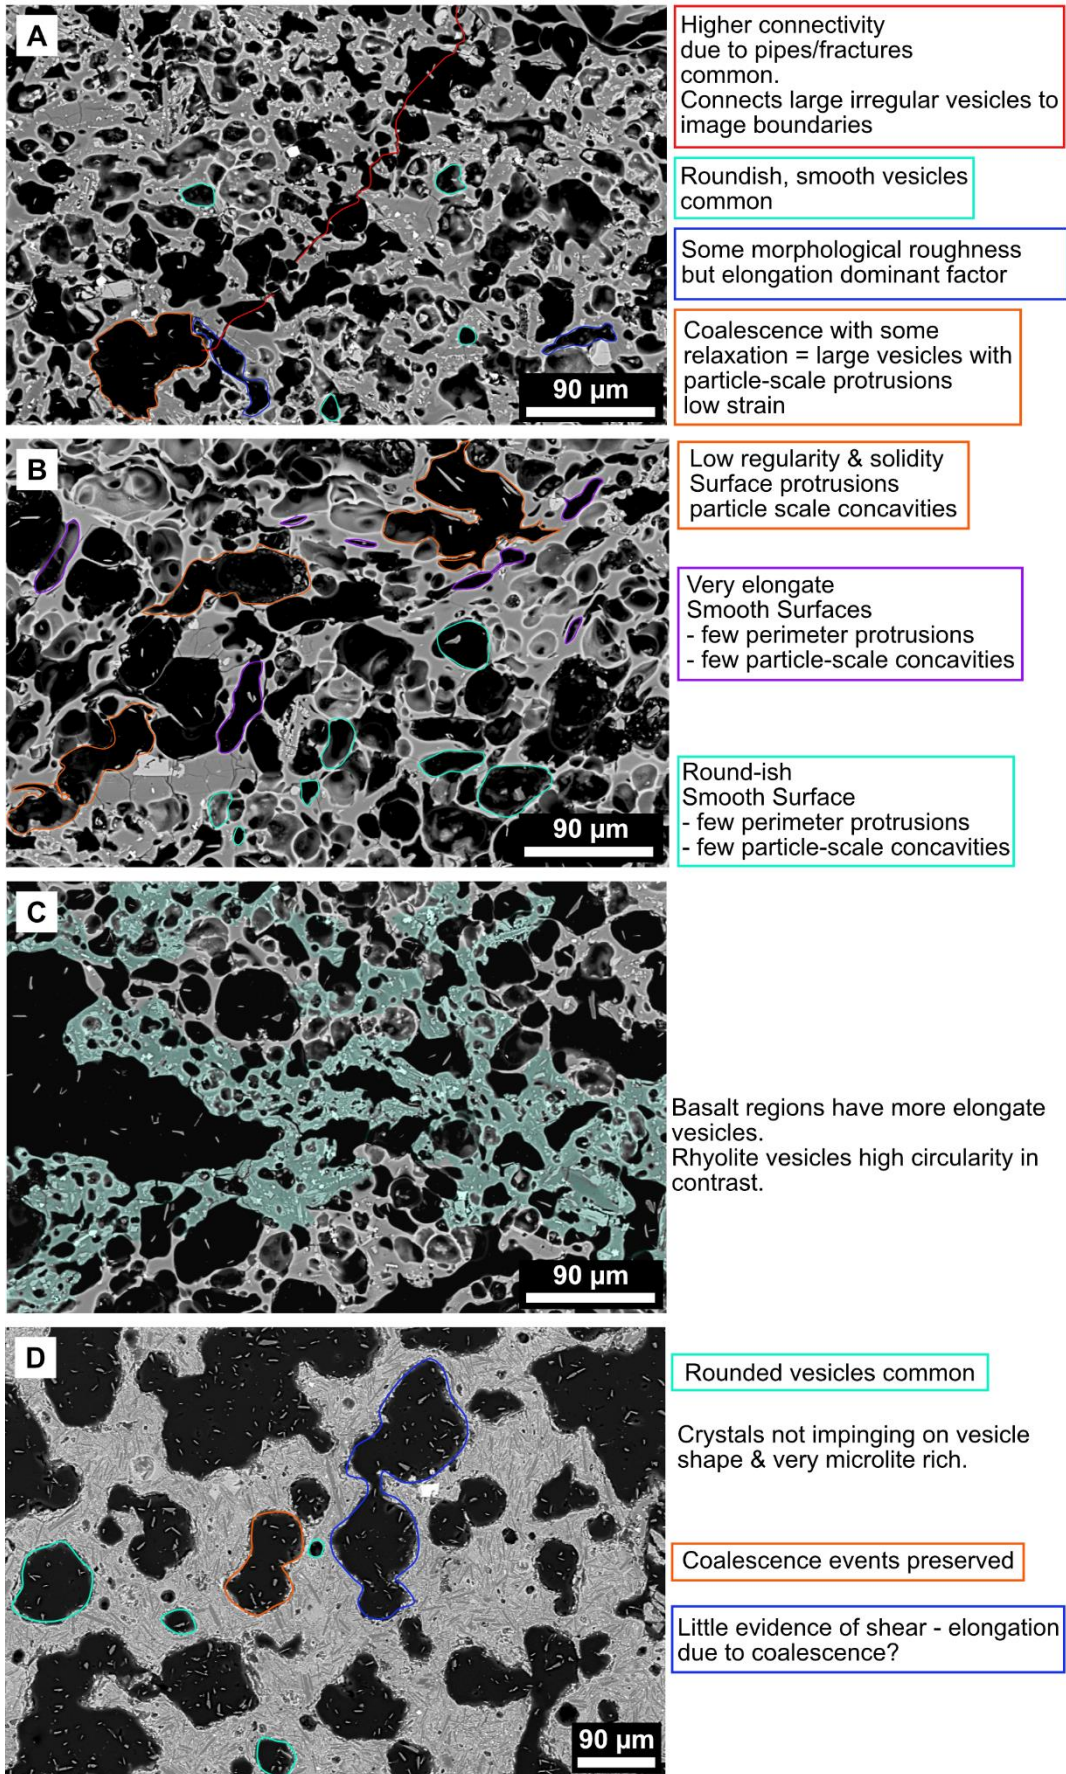 A
Higher connectivity
due to pipes/fractures
common.
Connects large irregular vesicles to
image boundaries
Roundish, smooth vesicles
common
Some morphological roughness
but elongation dominant factor
Coalescence with some
relaxation = large vesicles with
particle-scale protrusions
low strain
90 µm
B
Low regularity & solidity
Surface protrusions
particle scale concavities
Very elongate
Smooth Surfaces
- few perimeter protrusions
- few particle-scale concavities
Round-ish
Smooth Surface
- few perimeter protrusions
- few particle-scale concavities
90 µm
C
Basalt regions have more elongate
vesicles.
Rhyolite vesicles high circularity in
contrast.
90 µm
D
Rounded vesicles common
Crystals not impinging on vesicle
shape & very microlite rich.
Coalescence events preserved
Little evidence of shear - elongation
due to coalescence?
90 µm